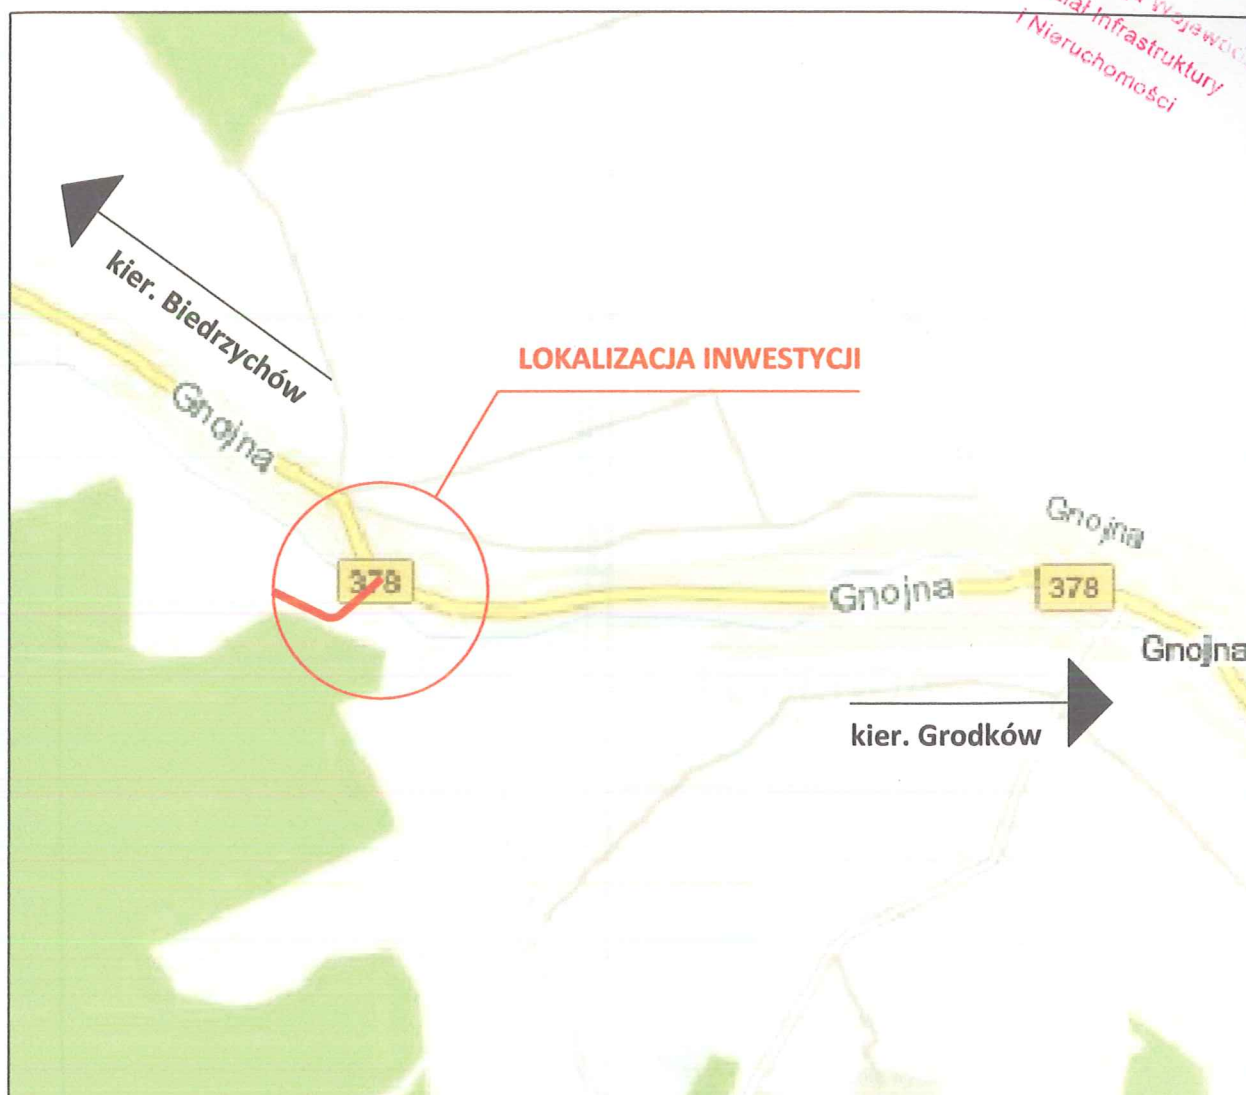 i Nieruchomości
Infrastruktury
kier. Biedrzychów
LOKALIZACJA INWESTYCJI
Gnojna
Gnojna
378
Gnojna
378
Gnojna
kier. Grodków